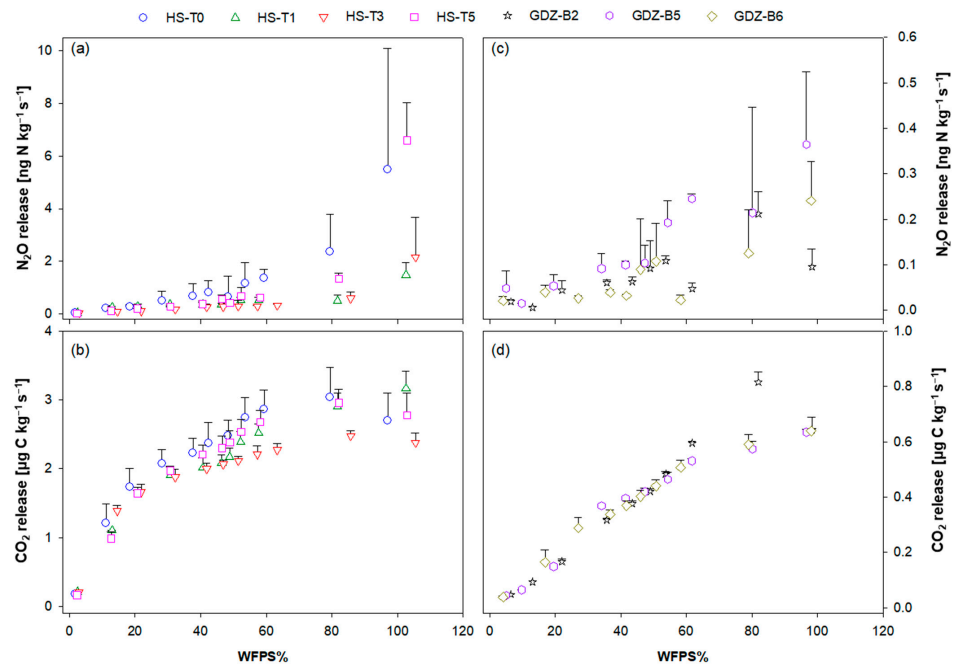 HS-T0 HS-T1 HS-T3 HS-T5 GDZ-B2 GDZ-B5 GDZ-B6
(a)
N₂O release [ng N kg⁻¹ s⁻¹]
10
8
6
4
2
0
(c)
0.6
0.5
0.4
0.3
0.2
0.1
0.0
N₂O release [ng N kg⁻¹ s⁻¹]
(b)
CO₂ release [µg C kg⁻¹ s⁻¹]
4
3
2
1
0
0 20 40 60 80 100 120
WFPS%
(d)
1.0
0.8
0.6
0.4
0.2
0.0
CO₂ release [µg C kg⁻¹ s⁻¹]
0 20 40 60 80 100 120
WFPS%